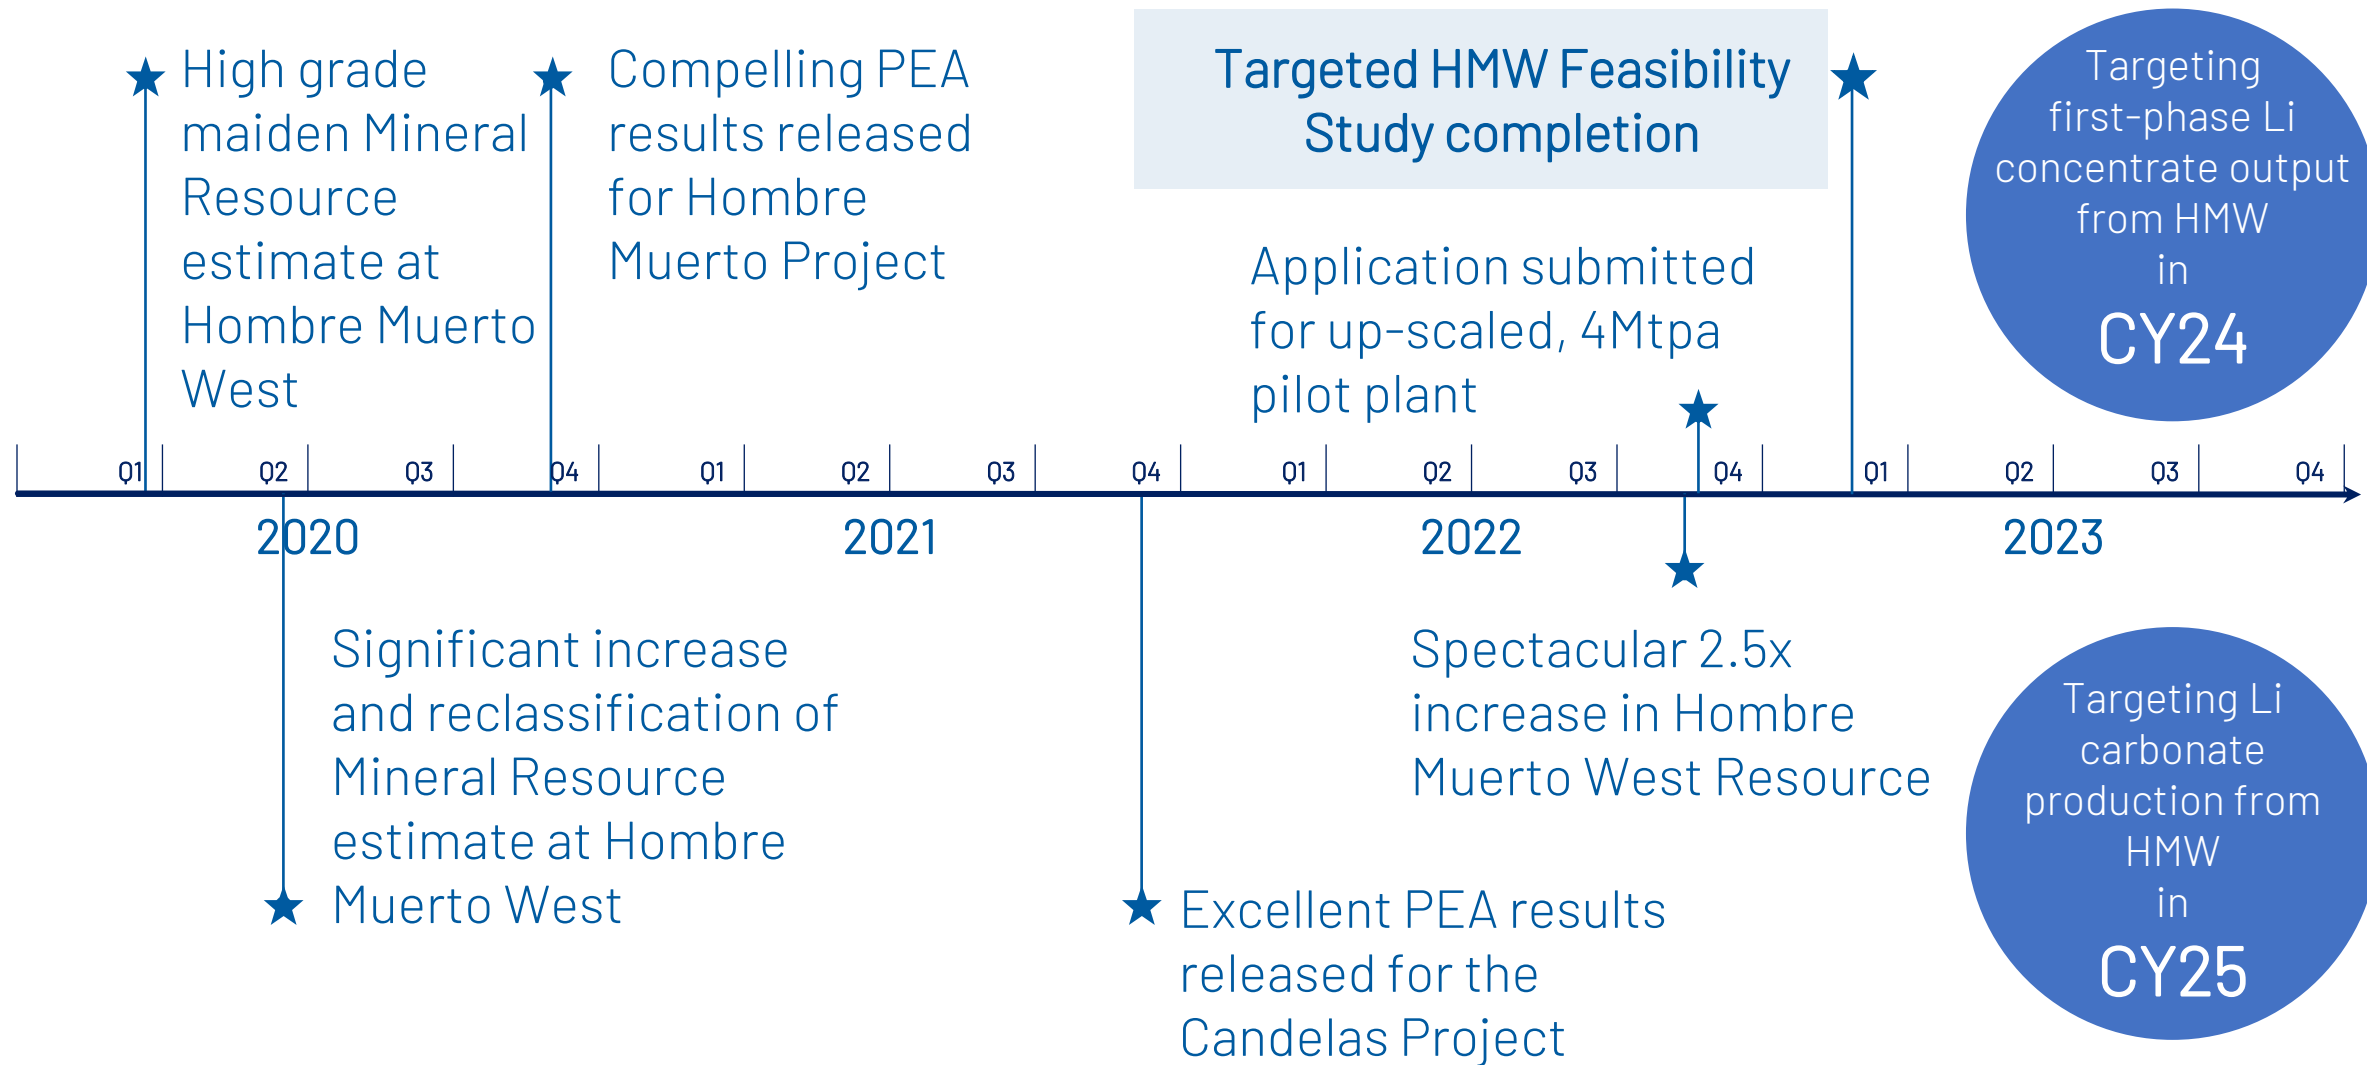 High grade
maiden Mineral
Resource
estimate at
Hombre Muerto
West
Compelling PEA
results released
for Hombre
Muerto Project
Targeted HMW Feasibility
Study completion
Application submitted
for up-scaled, 4Mtpa
pilot plant
Targeting
first-phase Li
concentrate output
from HMW
in
CY24
Q1 Q2 Q3 Q4 Q1 Q2 Q3 Q4 Q1 Q2 Q3 Q4 Q1 Q2 Q3 Q4
2020 2021 2022 2023
Significant increase
and reclassification of
Mineral Resource
estimate at Hombre
Muerto West
Excellent PEA results
released for the
Candelas Project
Spectacular 2.5x
increase in Hombre
Muerto West Resource
Targeting Li
carbonate
production from
HMW
in
CY25